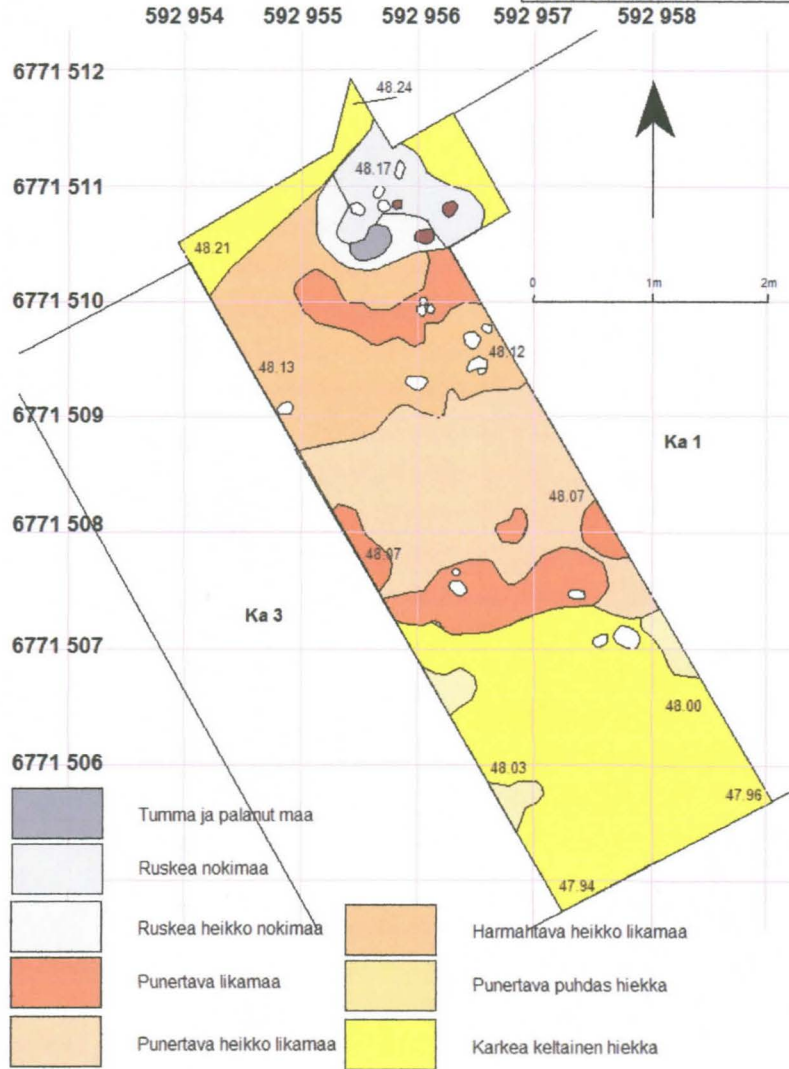 592 954 592 955 592 956 592 957 592 958
6771 512
48.24
48.17
6771 511
48.21
0 1m 2m
6771 510
48.12
48.13
6771 509
Ka 1
48.07
6771 508
48.07
Ka 3
6771 507
48.00
6771 506
48.03
47.96
47.94
Tumma ja palanut maa
Ruskea nokimaa
Ruskea heikko nokimaa
Punertava likamaa
Punertava heikko likamaa
Harmahtava heikko likamaa
Punertava puhdas hiekka
Karkea keltainen hiekka